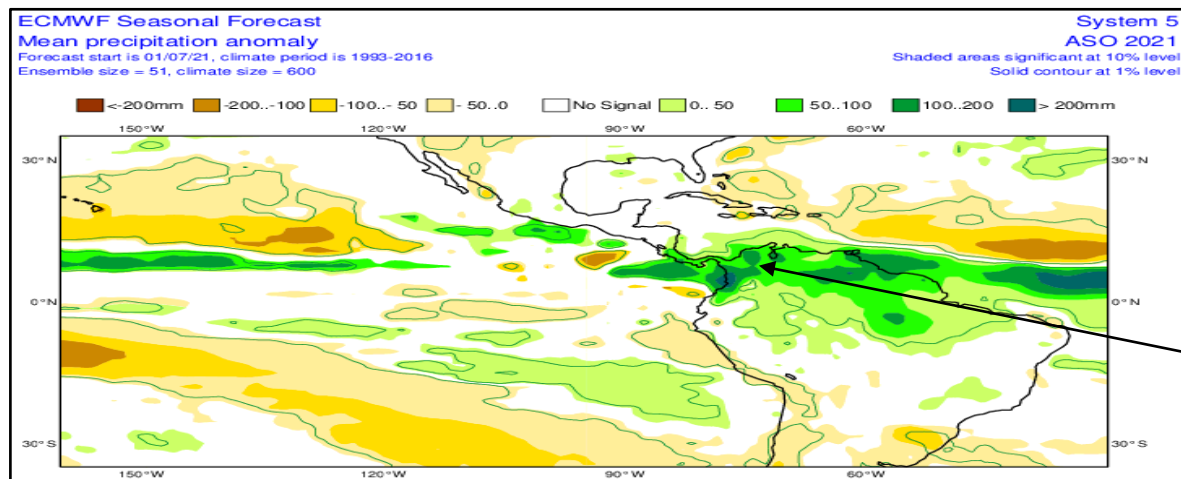 ECMWF Seasonal Forecast System 5
Mean precipitation anomaly ASO 2021
Forecast start is 01/07/21, climate period is 1993-2016 Shaded areas significant at 10% level
Ensemble size = 51, climate size = 600 Solid contour at 1% level
<-200mm -200..-100 -100..- 50 - 50..0 No Signal 0.. 50 50..100 100..200 > 200mm
150°W 120°W 90°W 60°W
30°N 30°N
0°N 0°N
30°S 30°S
150°W 120°W 90°W 60°W